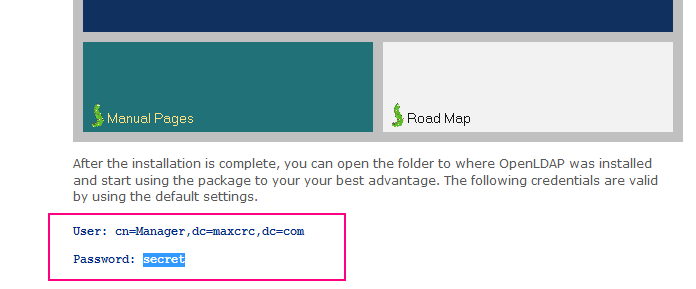 Manual Pages
Road Map
After the installation is complete, you can open the folder to where OpenLDAP was installed
and start using the package to your your best advantage. The following credentials are valid
by using the default settings.
User: cn=Manager,dc=maxcrc,dc=com
Password: secret